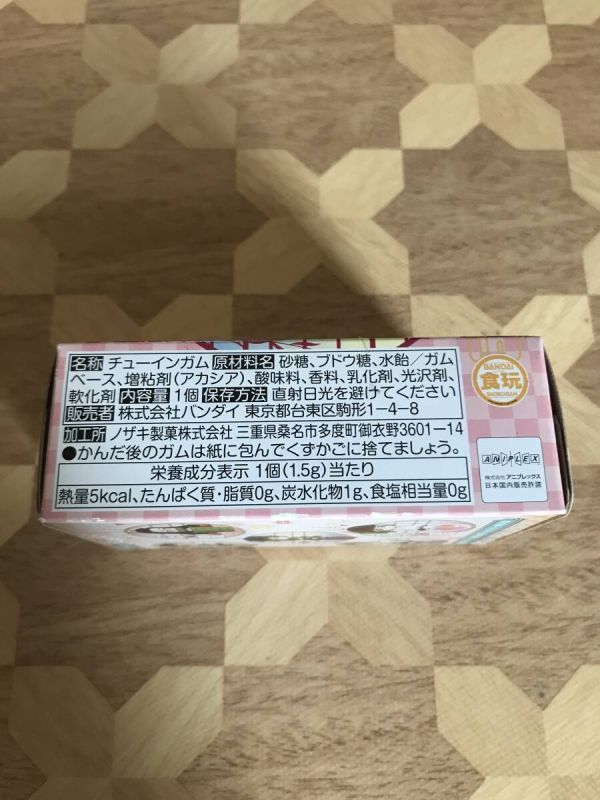 名称 チューインガム 原材料名 砂糖、ブドウ糖、水飴／ガム
ベース、増粘剤（アカシア）、酸味料、香料、乳化剤、光沢剤、
軟化剤 内容量 1個 保存方法 直射日光を避けてください
販売者 株式会社バンダイ 東京都台東区駒形1-4-8
加工所 ノザキ製菓株式会社 三重県桑名市多度町御衣野3601-14
●かんだ後のガムは紙に包んでくずかごに捨てましょう。
栄養成分表示 1個（1.5g）当たり
熱量5kcal、たんぱく質・脂質0g、炭水化物1g、食塩相当量0g
BANDAI
食玩
SHOKUGAN
ANIPLEX
株式会社 アニプレックス
日本国内販売許諾